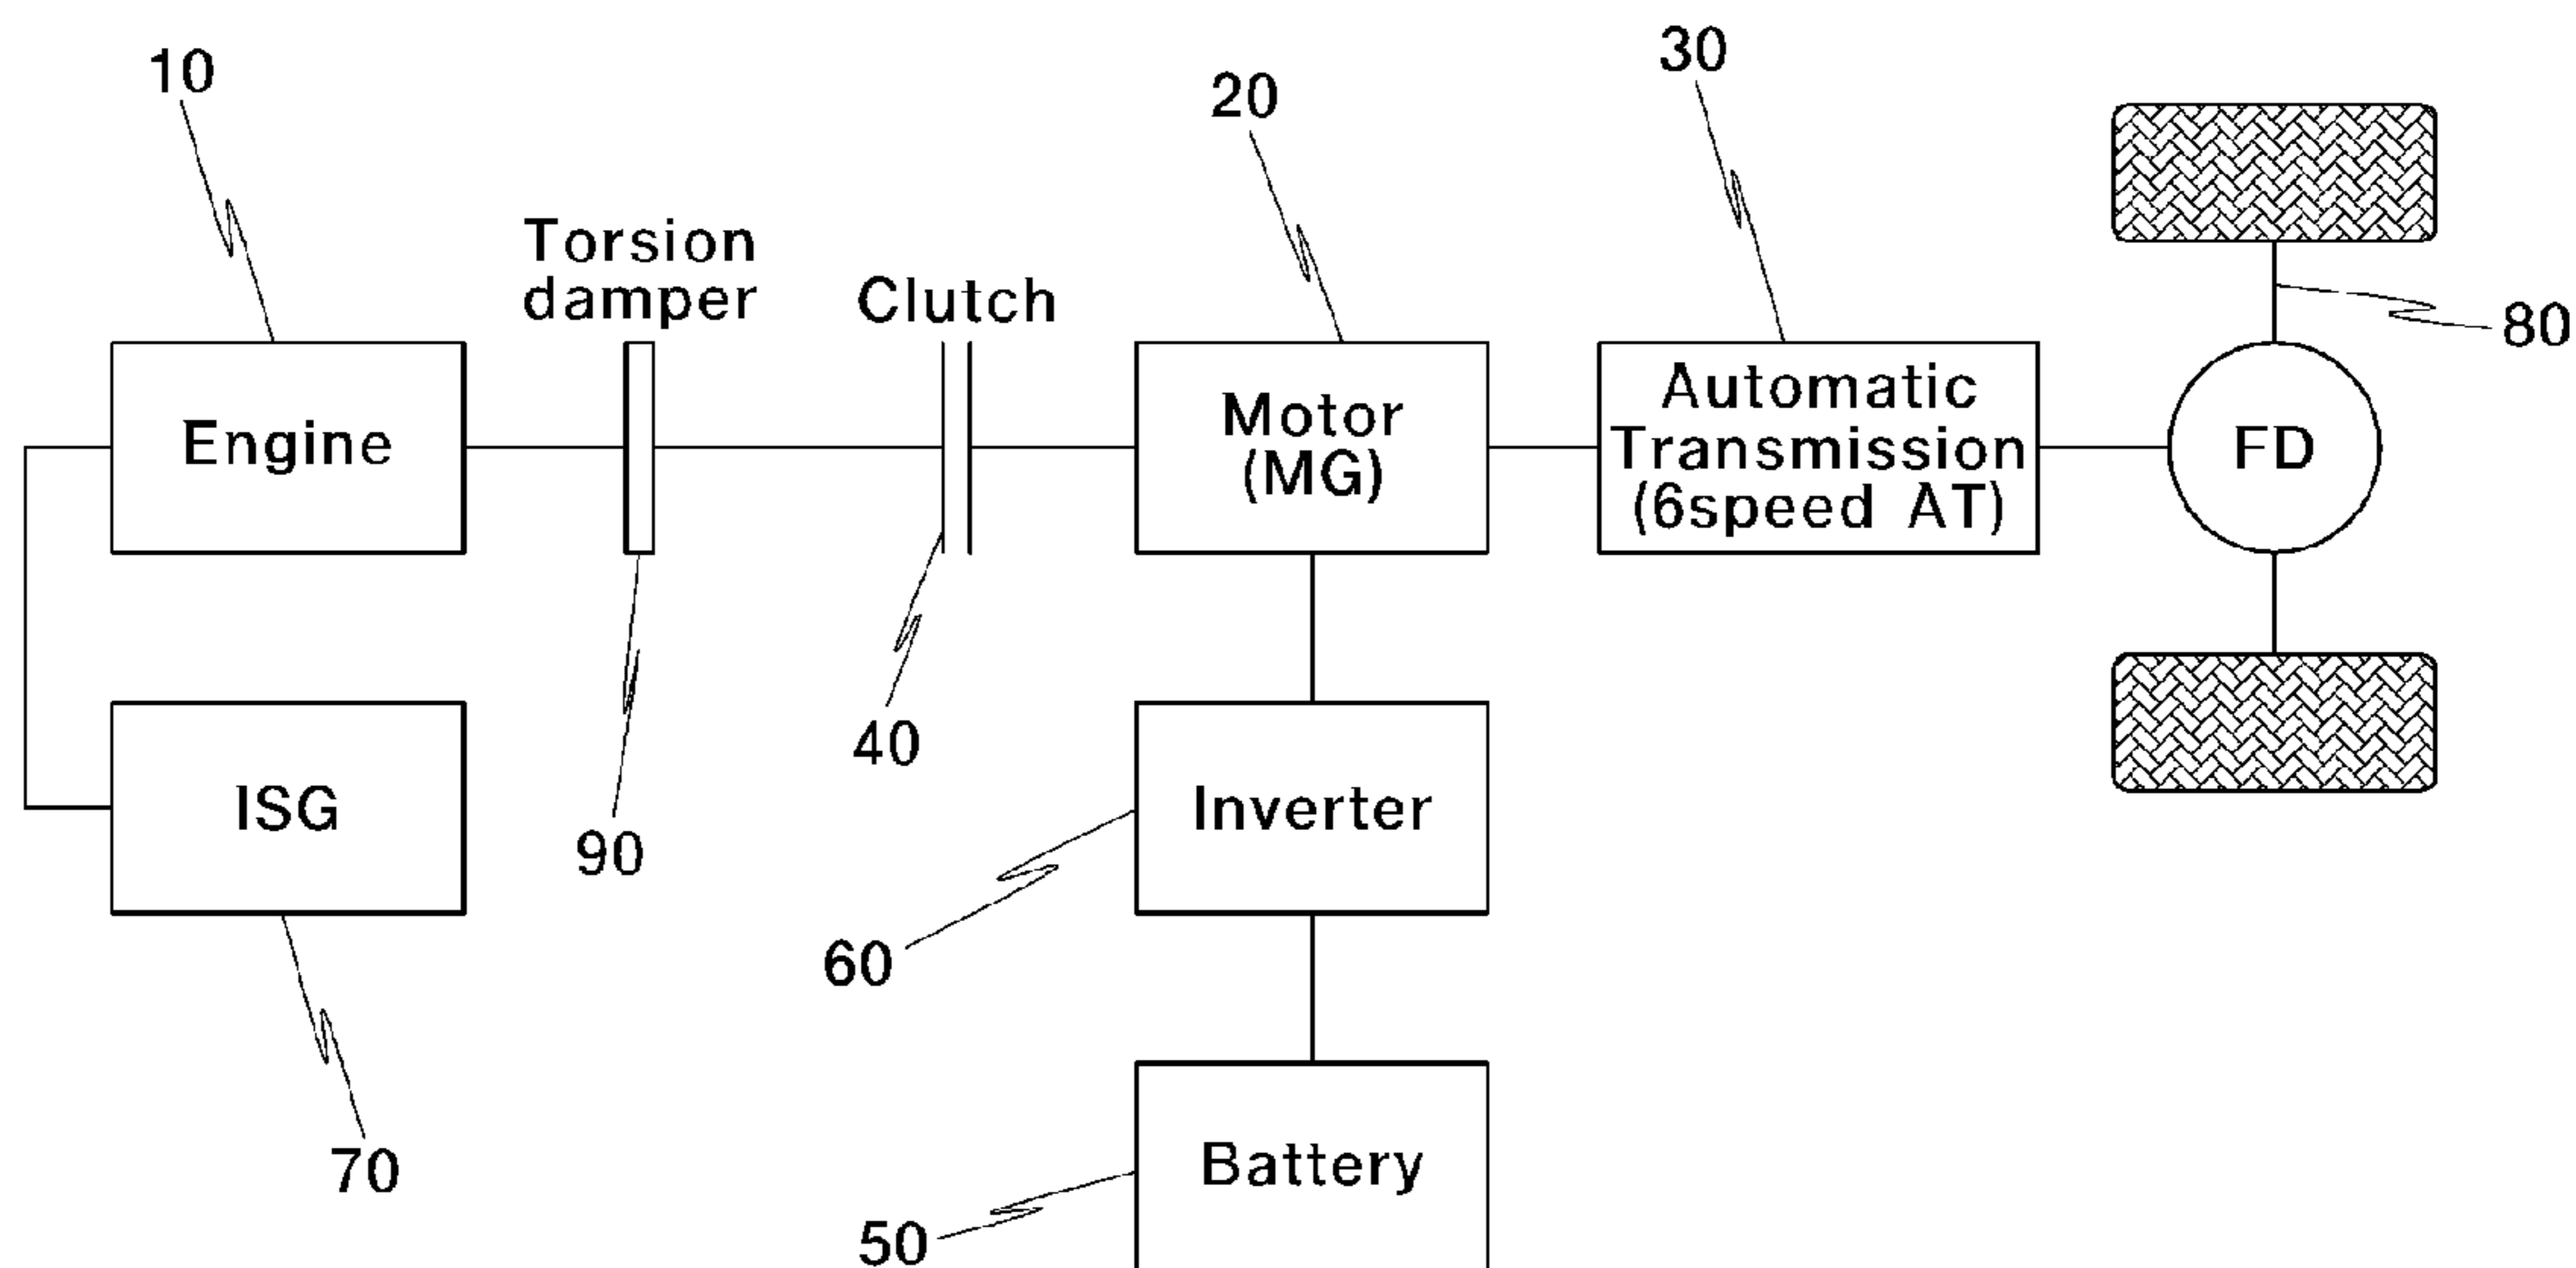 10
20
30
Torsion
damper
Clutch
80
Engine
Motor
(MG)
Automatic
Transmission
(6speed AT)
FD
40
90
ISG
Inverter
60
70
Battery
50